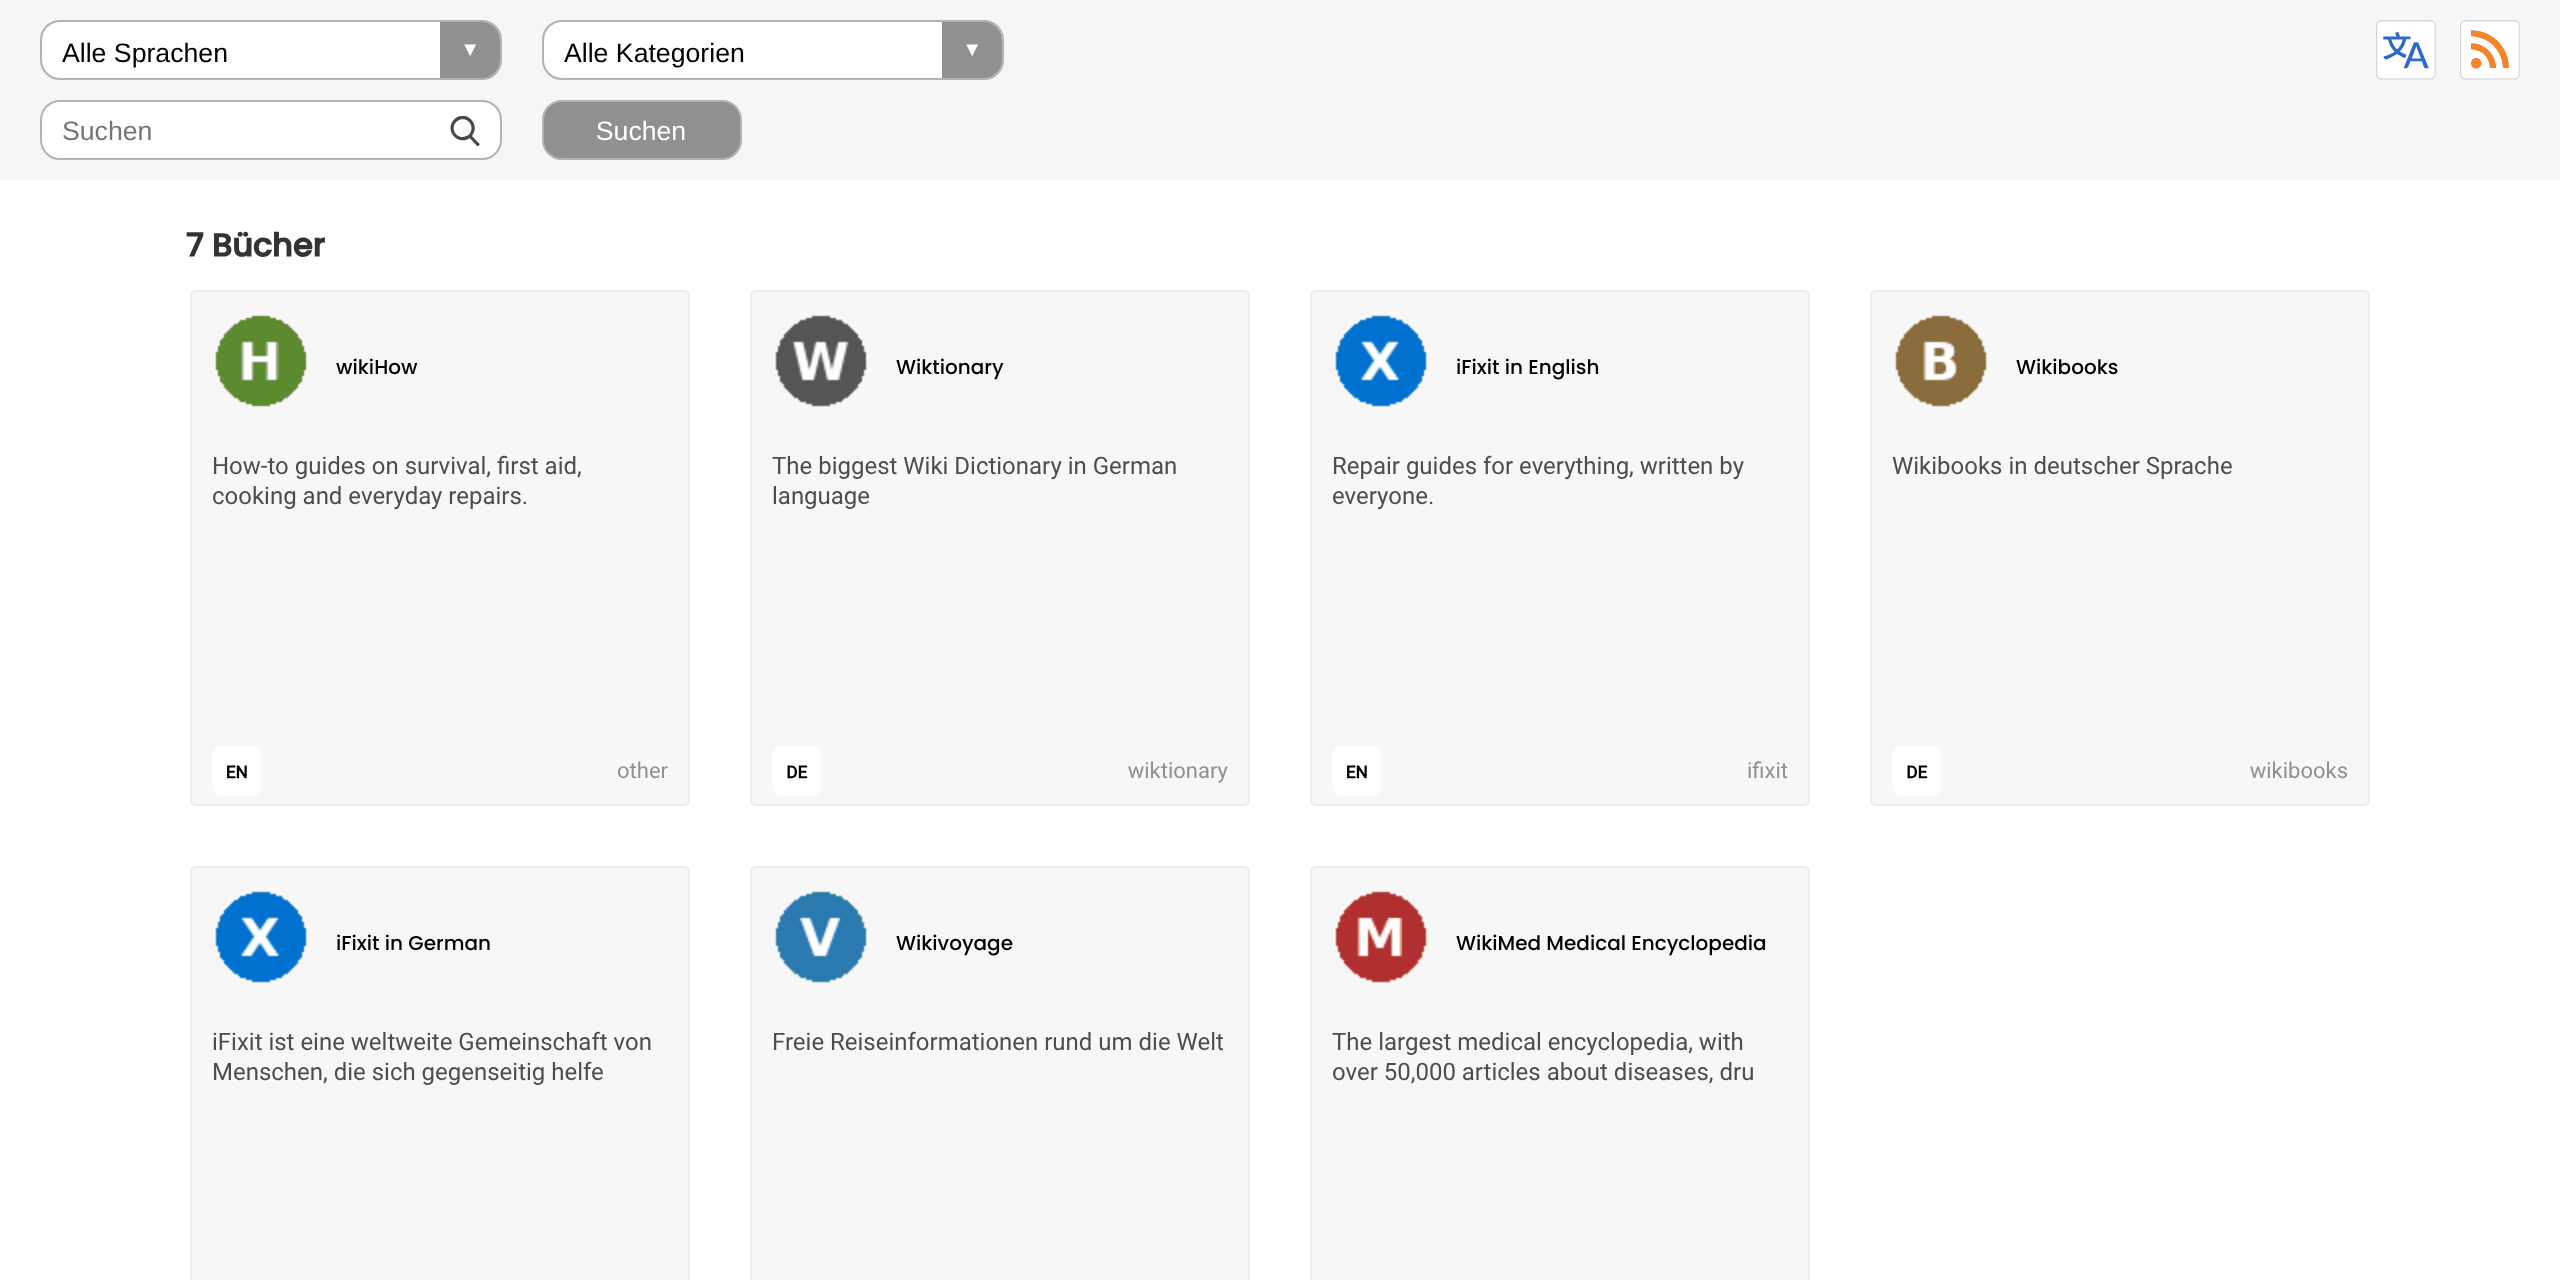 Alle Sprachen ▼
Alle Kategorien ▼
文A
Suchen
Suchen
7 Bücher
H
wikiHow
How-to guides on survival, first aid,
cooking and everyday repairs.
EN
other
W
Wiktionary
The biggest Wiki Dictionary in German
language
DE
wiktionary
X
iFixit in English
Repair guides for everything, written by
everyone.
EN
ifixit
B
Wikibooks
Wikibooks in deutscher Sprache
DE
wikibooks
X
iFixit in German
iFixit ist eine weltweite Gemeinschaft von
Menschen, die sich gegenseitig helfe
V
Wikivoyage
Freie Reiseinformationen rund um die Welt
M
WikiMed Medical Encyclopedia
The largest medical encyclopedia, with
over 50,000 articles about diseases, dru